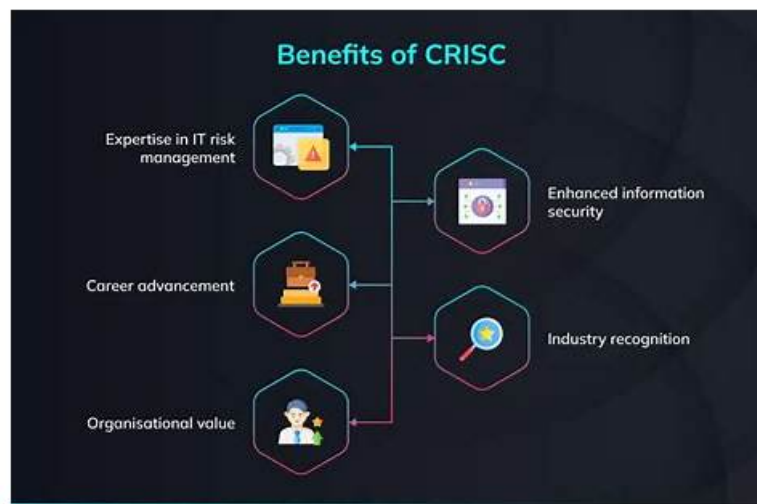 Benefits of CRISC
Expertise in IT risk
management
Enhanced information
security
Career advancement
Industry recognition
Organisational value